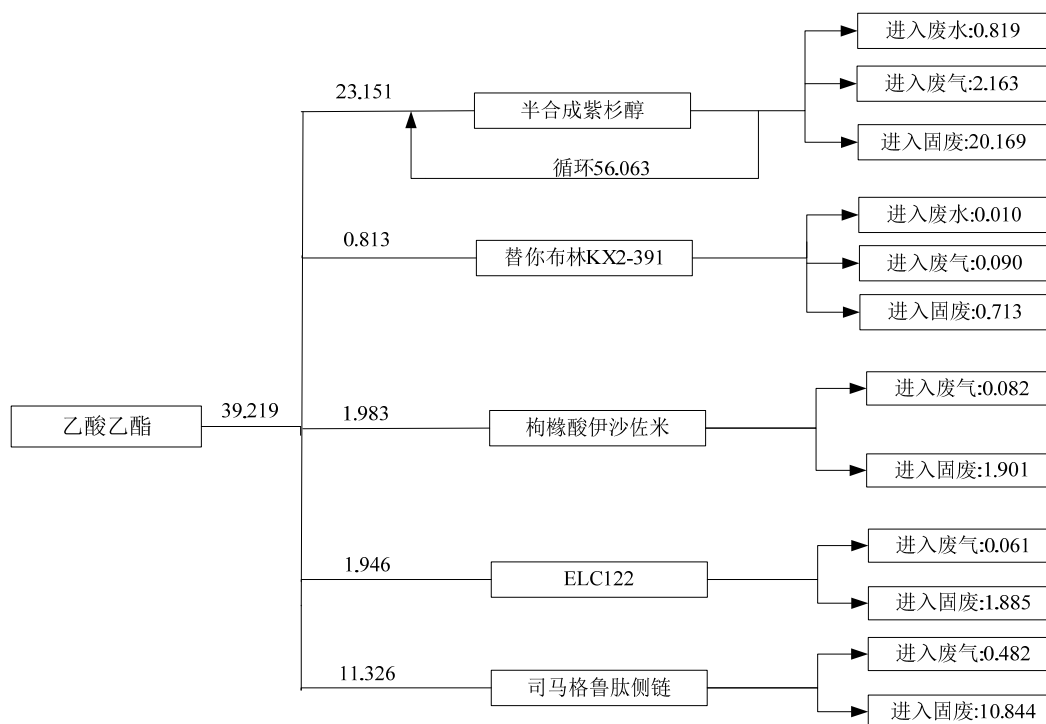 乙酸乙酯
39.219
23.151
半合成紫杉醇
循环56.063
进入废水:0.819
进入废气:2.163
进入固废:20.169
0.813
替你布林KX2-391
进入废水:0.010
进入废气:0.090
进入固废:0.713
1.983
枸橼酸伊沙佐米
进入废气:0.082
进入固废:1.901
1.946
ELC122
进入废气:0.061
进入固废:1.885
11.326
司马格鲁肽侧链
进入废气:0.482
进入固废:10.844